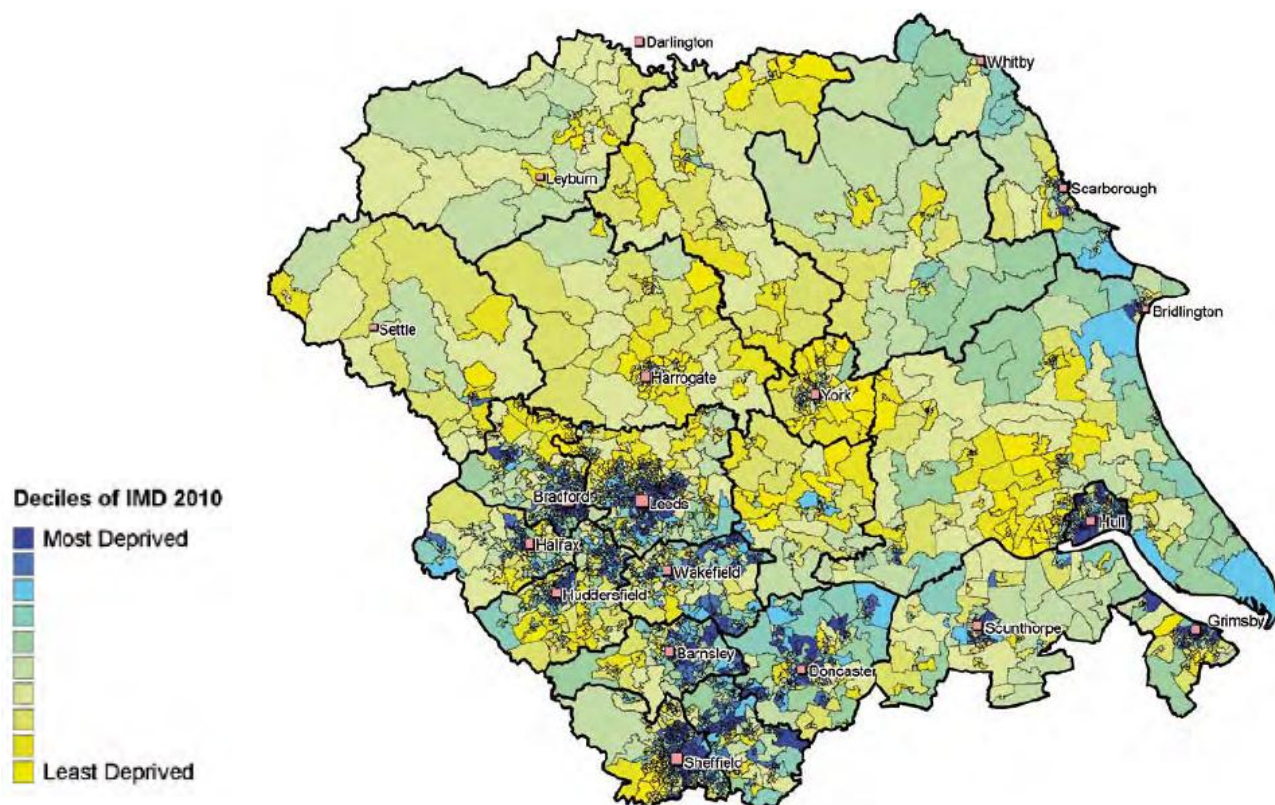 Darlington
Whitby
Leyburn
Scarborough
Settle
Bridlington
Harrogate
York
Deciles of IMD 2010
Most Deprived
Bradford
Leeds
Hull
Halifax
Wakefield
Huddersfield
Grimsby
Scunthorpe
Barnsley
Doncaster
Sheffield
Least Deprived